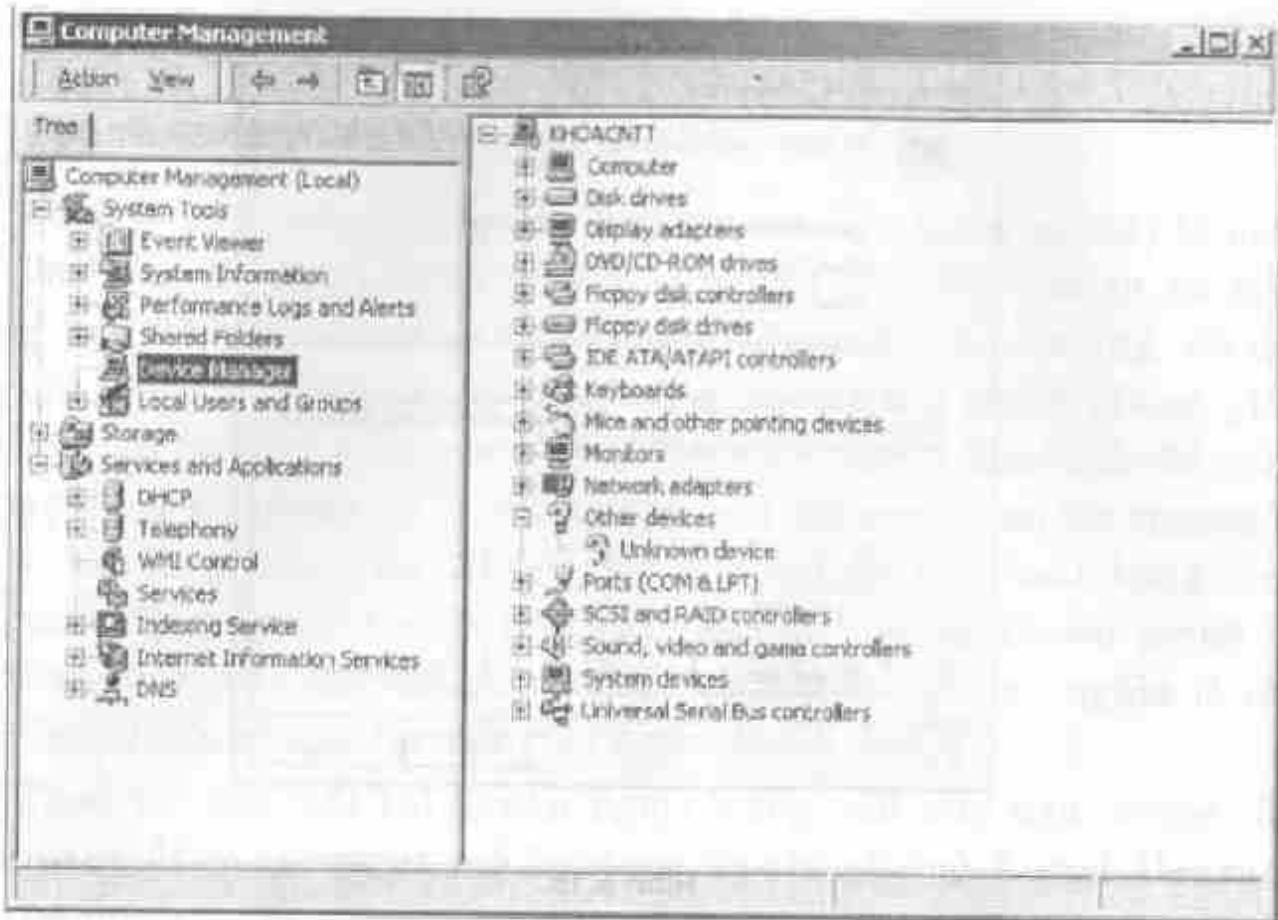 Computer Management
Action View
Tree
Computer Management (Local)
System Tools
Event Viewer
System Information
Performance Logs and Alerts
Shared Folders
Device Manager
Local Users and Groups
Storage
Services and Applications
DHCP
Telephony
WMI Control
Services
Indexing Service
Internet Information Services
DNS
KHOACNTT
Computer
Disk drives
Display adapters
DVD/CD-ROM drives
Floppy disk controllers
Floppy disk drives
IDE ATA/ATAPI controllers
Keyboards
Mice and other pointing devices
Monitors
Network adapters
Other devices
Unknown device
Ports (COM & LPT)
SCSI and RAID controllers
Sound, video and game controllers
System devices
Universal Serial Bus controllers